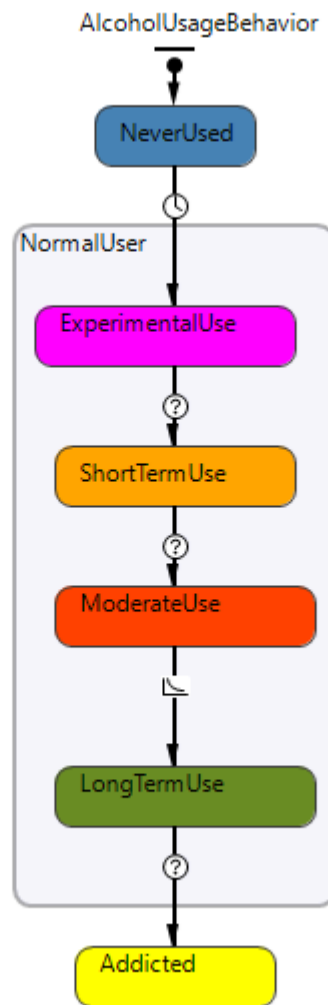 AlcoholUsageBehavior
NeverUsed
NormalUser
ExperimentalUse
?
ShortTermUse
?
ModerateUse
LongTermUse
?
Addicted